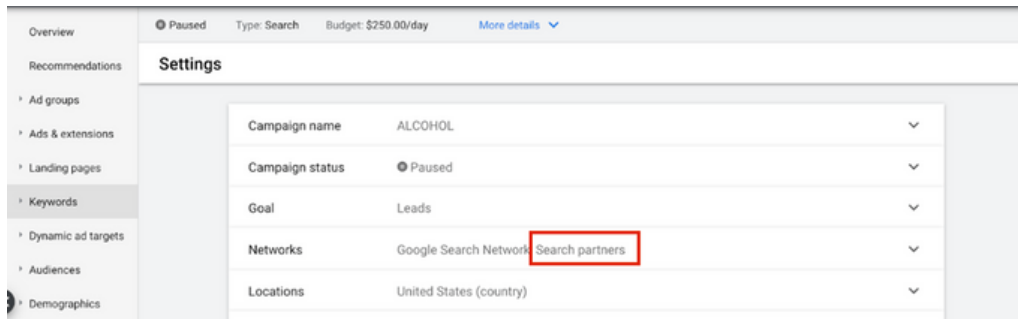 Overview
Recommendations
Ad groups
Ads & extensions
Landing pages
Keywords
Dynamic ad targets
Audiences
Demographics
Paused Type: Search Budget: $250.00/day More details
Settings
Campaign name ALCOHOL
Campaign status Paused
Goal Leads
Networks Google Search Network Search partners
Locations United States (country)